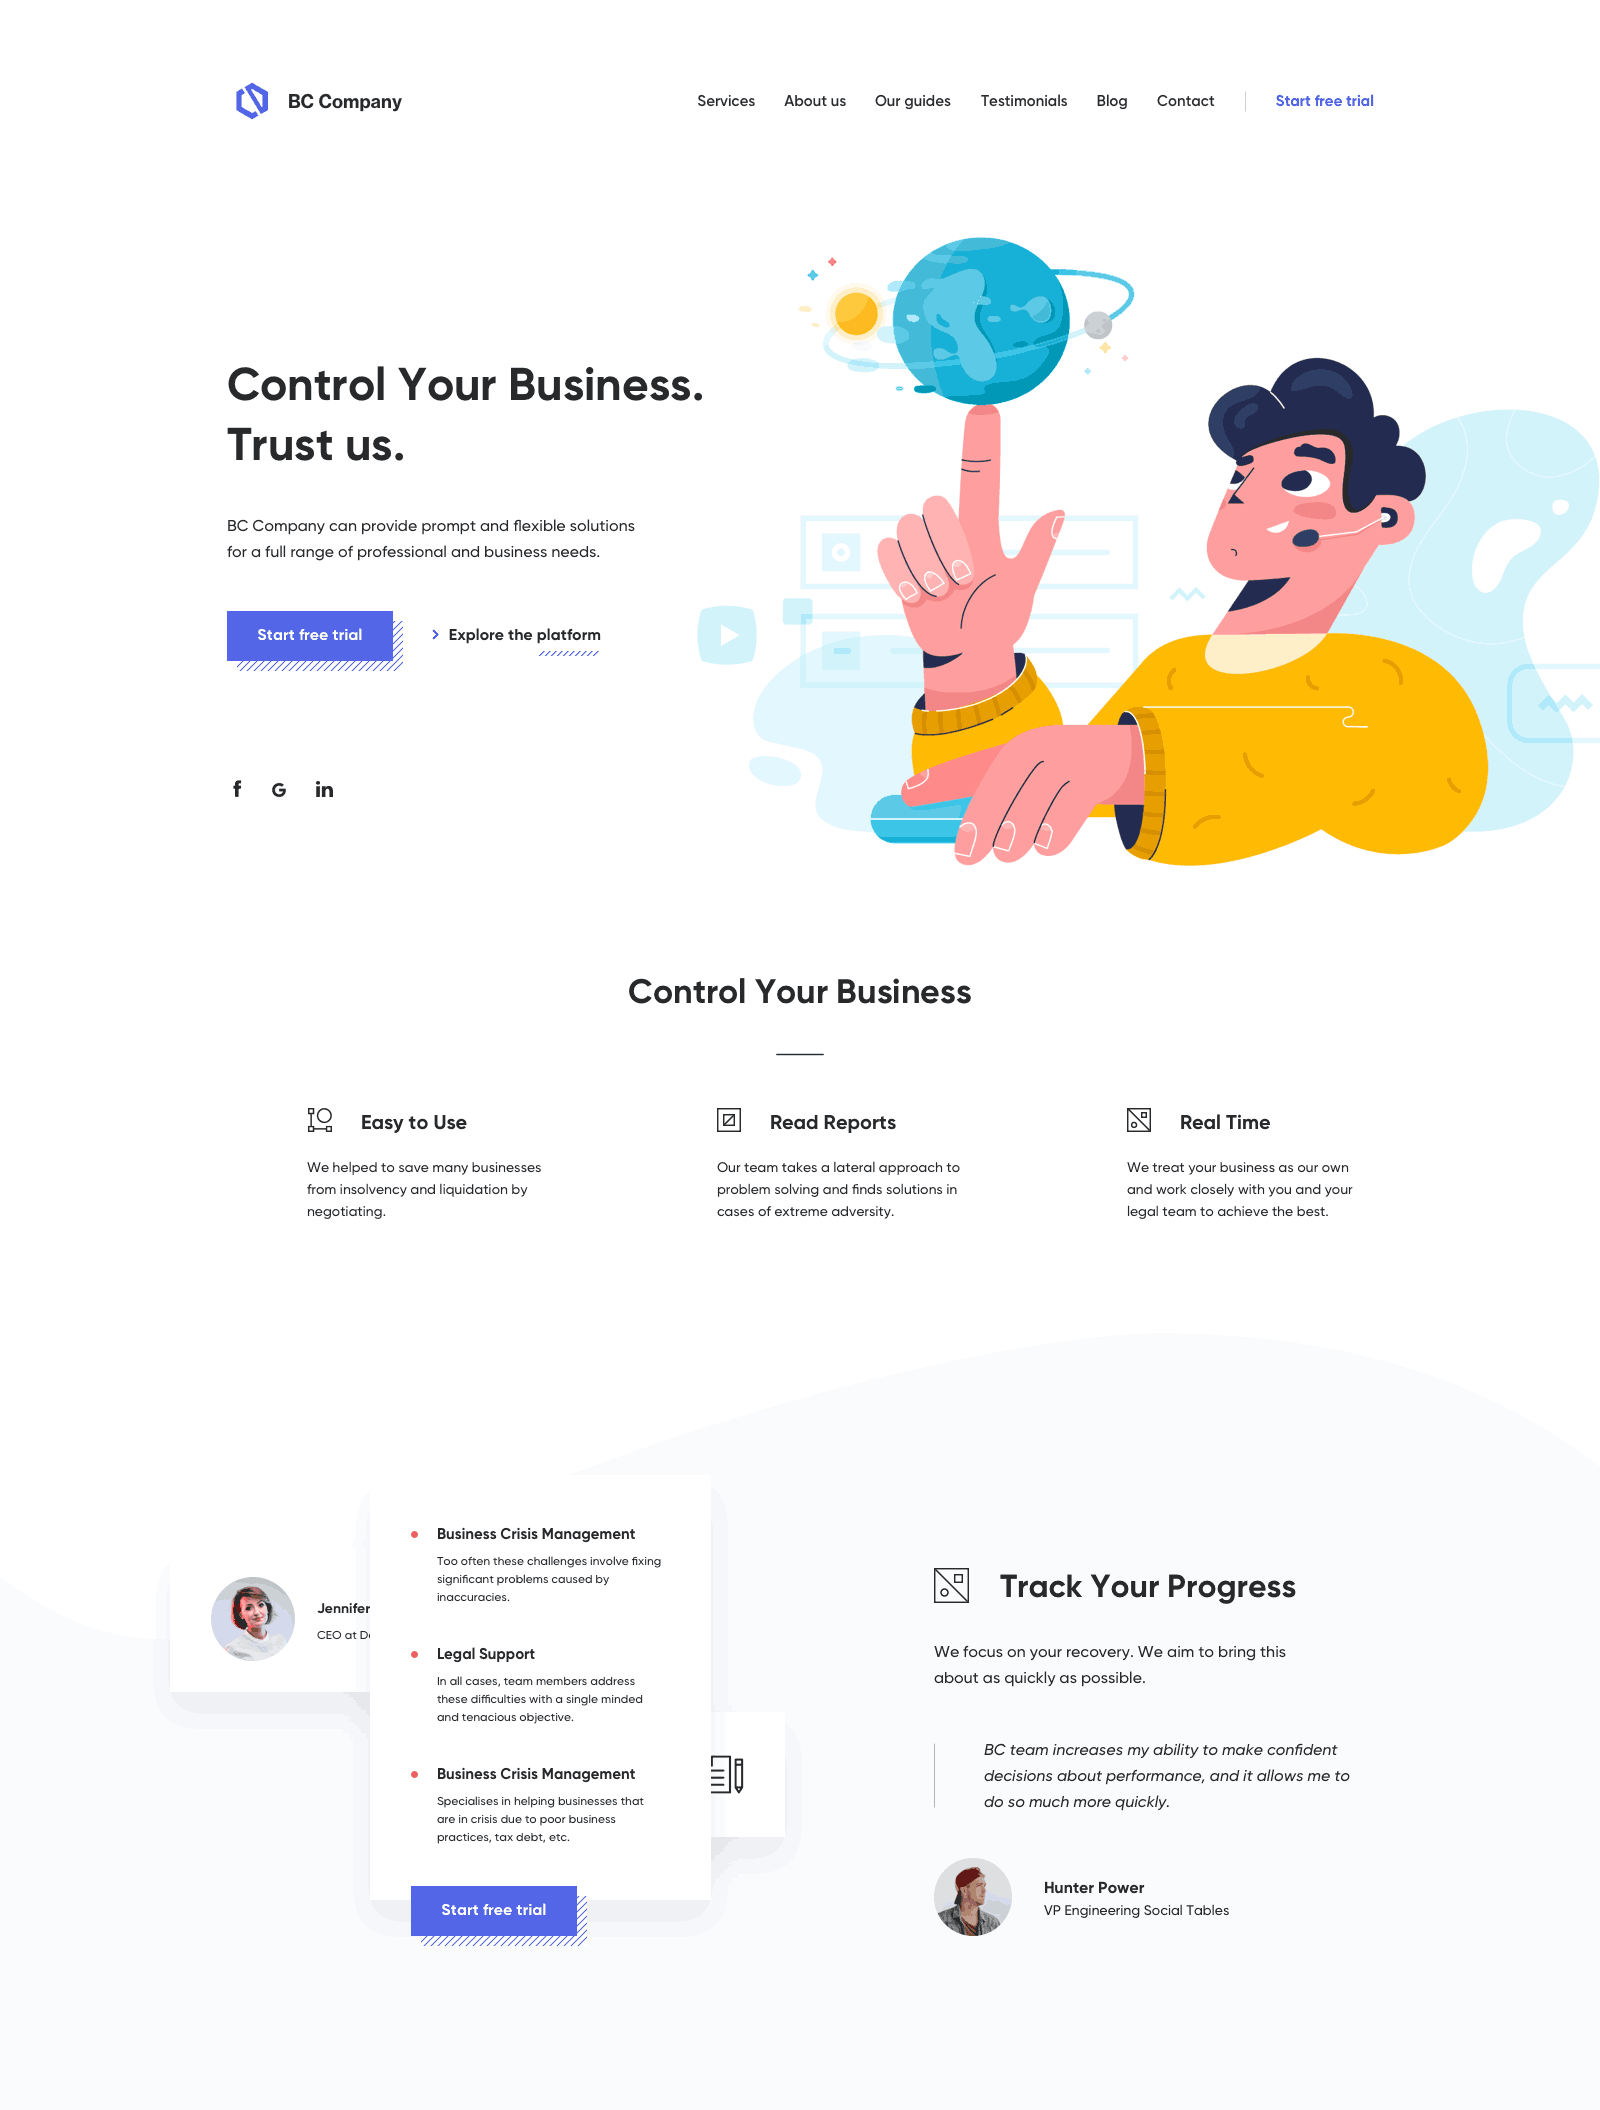 BC Company
Services
About us
Our guides
Testimonials
Blog
Contact
Start free trial
Control Your Business.
Trust us.
BC Company can provide prompt and flexible solutions
for a full range of professional and business needs.
Start free trial
Explore the platform
f
G
in
Control Your Business
Easy to Use
We helped to save many businesses
from insolvency and liquidation by
negotiating.
Read Reports
Our team takes a lateral approach to
problem solving and finds solutions in
cases of extreme adversity.
Real Time
We treat your business as our own
and work closely with you and your
legal team to achieve the best.
Jennifer
CEO at
Business Crisis Management
Too often these challenges involve fixing
significant problems caused by
inaccuracies.
Legal Support
In all cases, team members address
these difficulties with a single minded
and tenacious objective.
Business Crisis Management
Specialises in helping businesses that
are in crisis due to poor business
practices, tax debt, etc.
Start free trial
Track Your Progress
We focus on your recovery. We aim to bring this
about as quickly as possible.
BC team increases my ability to make confident
decisions about performance, and it allows me to
do so much more quickly.
Hunter Power
VP Engineering Social Tables